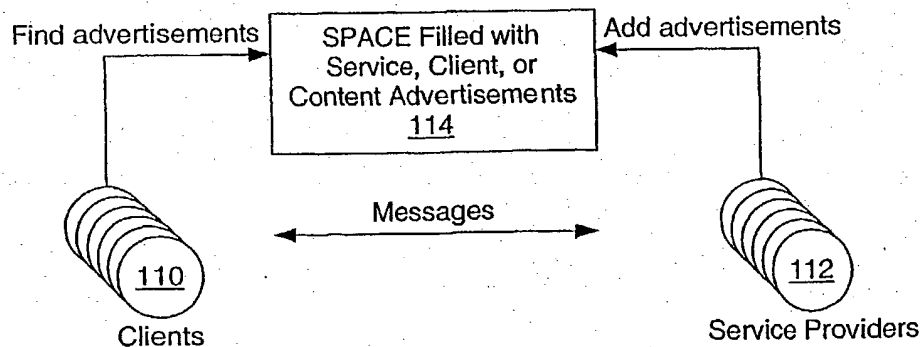 Find advertisements
SPACE Filled with
Service, Client, or
Content Advertisements
114
Add advertisements
Messages
110
Clients
112
Service Providers